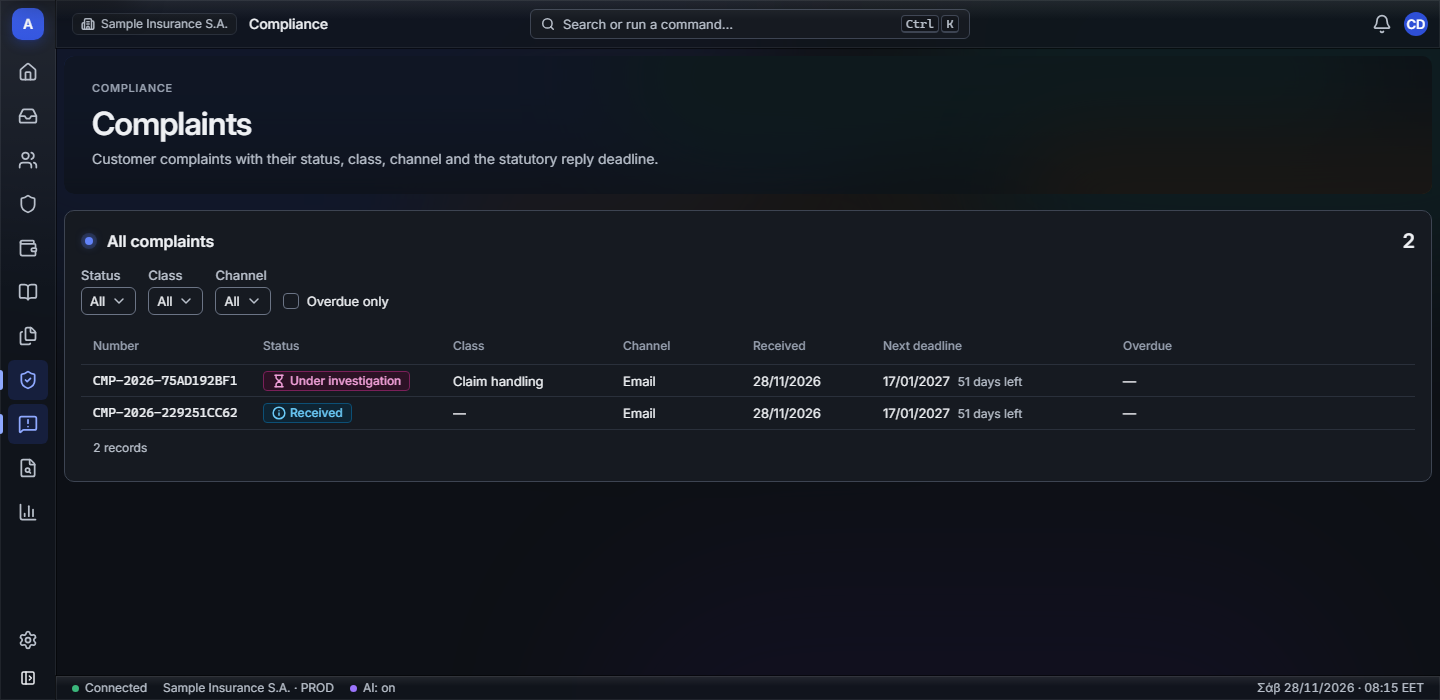 A
Sample Insurance S.A.
Compliance
Search or run a command...
Ctrl K
CD
COMPLIANCE
Complaints
Customer complaints with their status, class, channel and the statutory reply deadline.
All complaints
2
Status Class Channel
All All All Overdue only
Number Status Class Channel Received Next deadline Overdue
CMP-2026-75AD192BF1 Under investigation Claim handling Email 28/11/2026 17/01/2027 51 days left —
CMP-2026-229251CC62 Received — Email 28/11/2026 17/01/2027 51 days left —
2 records
Connected Sample Insurance S.A. · PROD AI: on Σάβ 28/11/2026 · 08:15 EET